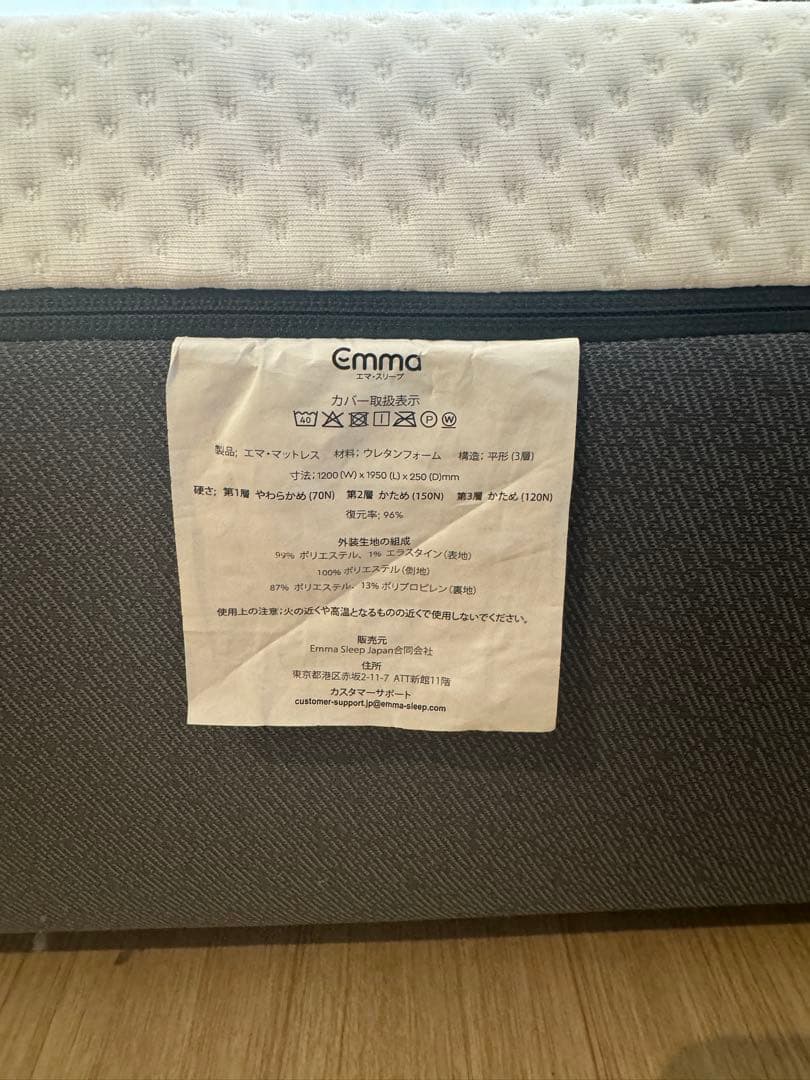 Emma
エマ・スリープ
カバー取扱表示
40 P W
製品; エマ・マットレス 材料; ウレタンフォーム 構造; 平形 (3層)
寸法; 1200 (W) x 1950 (L) x 250 (D)mm
硬さ; 第1層 やわらかめ (70N) 第2層 かため (150N) 第3層 かため (120N)
復元率; 96%
外装生地の組成
99% ポリエステル、1% エラスタイン (表地)
100% ポリエステル (側地)
87% ポリエステル、13% ポリプロピレン (裏地)
使用上の注意; 火の近くや高温となるものの近くで使用しないでください。
販売元
Emma Sleep Japan合同会社
住所
東京都港区赤坂2-11-7 ATT新館11階
カスタマーサポート
customer-support.jp@emma-sleep.com